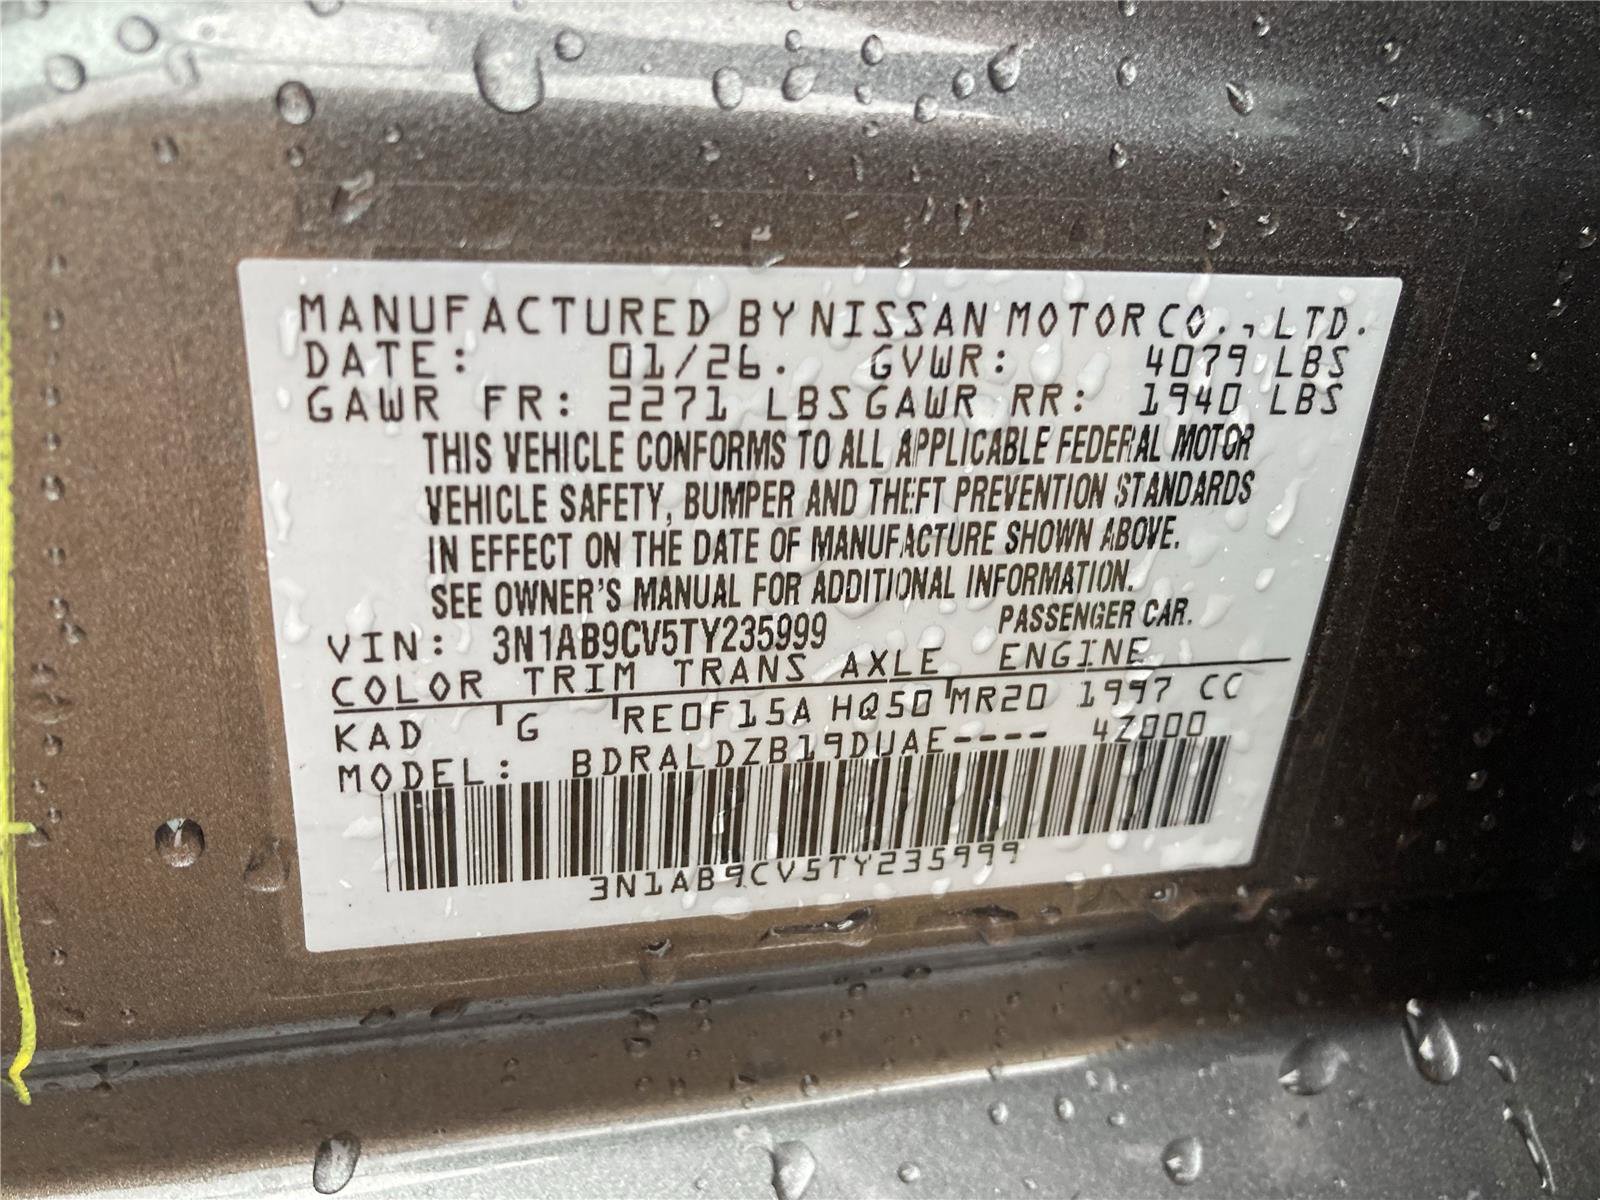 MANUFACTURED BY NISSAN MOTOR CO., LTD.
DATE: 01/26. GVWR: 4079 LBS
GAWR FR: 2271 LBS GAWR RR: 1940 LBS
THIS VEHICLE CONFORMS TO ALL APPLICABLE FEDERAL MOTOR
VEHICLE SAFETY, BUMPER AND THEFT PREVENTION STANDARDS
IN EFFECT ON THE DATE OF MANUFACTURE SHOWN ABOVE.
SEE OWNER'S MANUAL FOR ADDITIONAL INFORMATION.
VIN: 3N1AB9CV5TY235999 PASSENGER CAR.
COLOR TRIM TRANS AXLE ENGINE
KAD G RE0F15A HQ50 MR20 1997 CC
MODEL: BDRALDZB19DUAE---- 4Z000
3N1AB9CV5TY235999